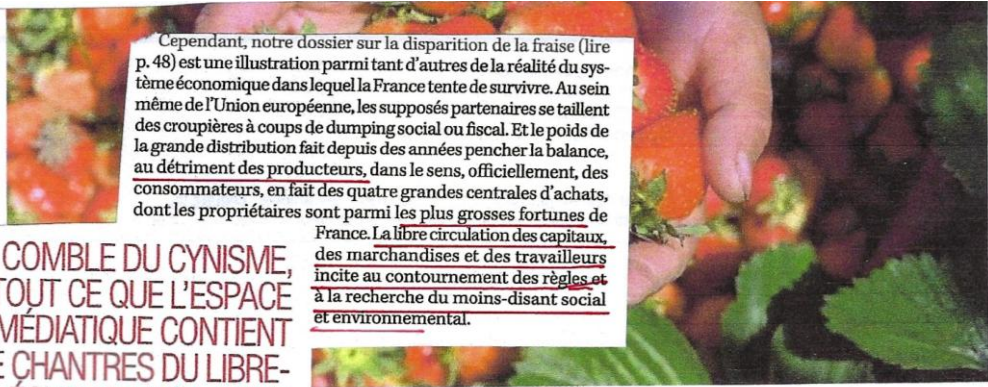 Cependant, notre dossier sur la disparition de la fraise (lire
p. 48) est une illustration parmi tant d'autres de la réalité du sys-
tème économique dans lequel la France tente de survivre. Au sein
même de l'Union européenne, les supposés partenaires se taillent
des croupières à coups de dumping social ou fiscal. Et le poids de
la grande distribution fait depuis des années pencher la balance,
au détriment des producteurs, dans le sens, officiellement, des
consommateurs, en fait des quatre grandes centrales d'achats,
dont les propriétaires sont parmi les plus grosses fortunes de
France. La libre circulation des capitaux,
des marchandises et des travailleurs
incite au contournement des règles et
à la recherche du moins-disant social
et environnemental.
COMBLE DU CYNISME,
TOUT CE QUE L'ESPACE
MÉDIATIQUE CONTIENT
CHANTRES DU LIBRE-